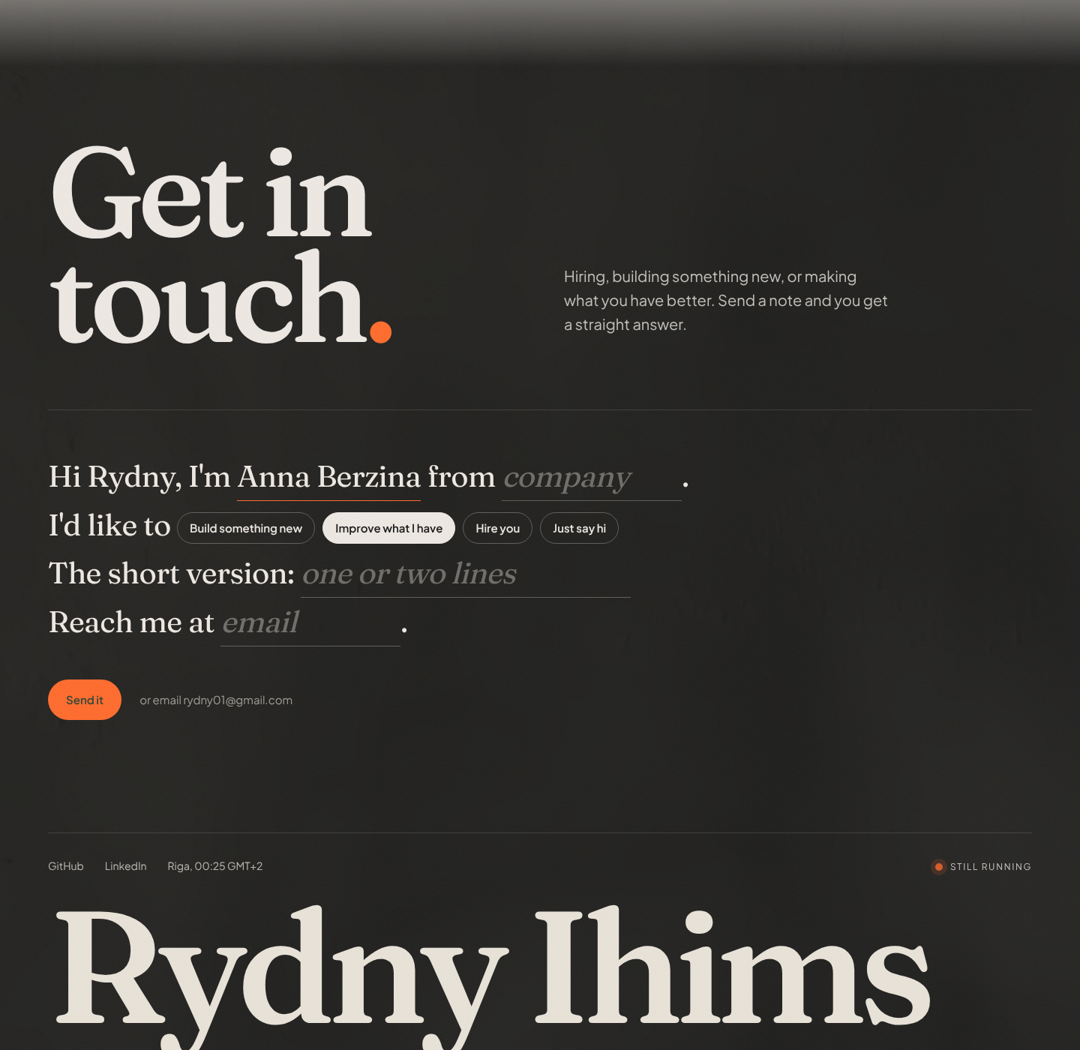 Get in
touch.
Hiring, building something new, or making
what you have better. Send a note and you get
a straight answer.
Hi Rydny, I'm Anna Berzina from company .
I'd like to Build something new Improve what I have Hire you Just say hi
The short version: one or two lines
Reach me at email .
Send it or email rydny01@gmail.com
GitHub LinkedIn Riga, 00:25 GMT+2 STILL RUNNING
Rydny Ihims